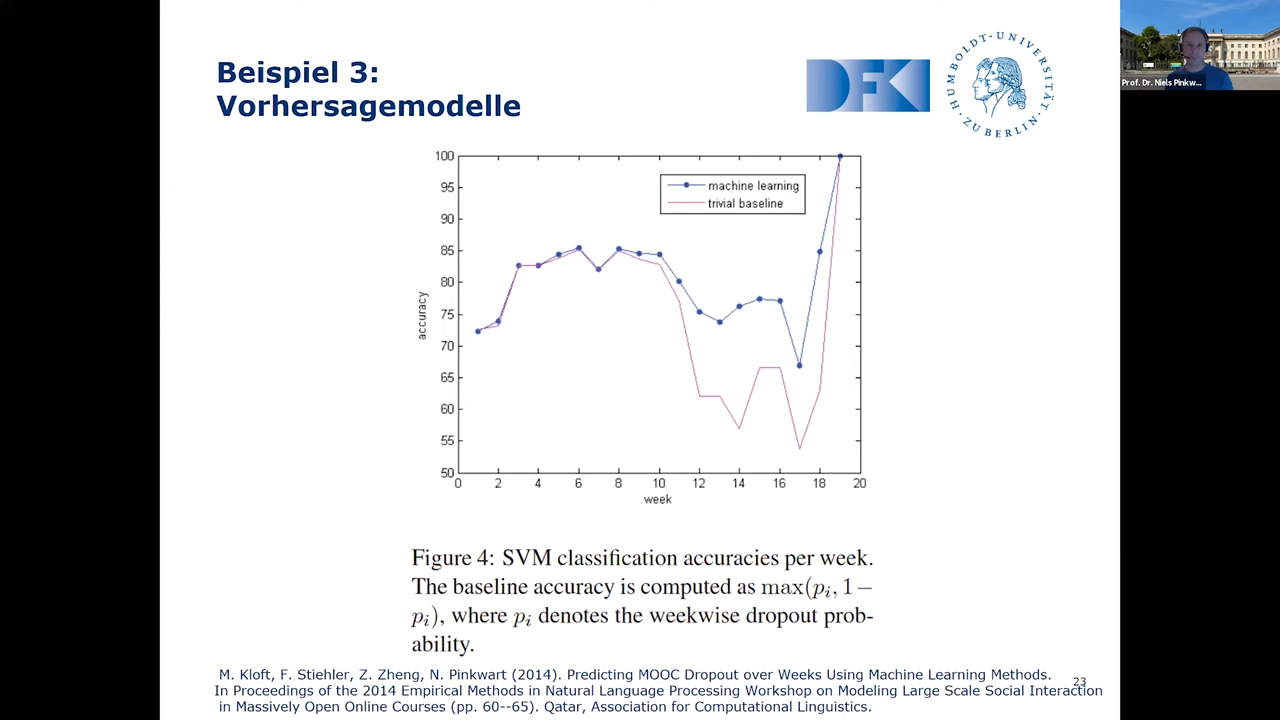 Beispiel 3:
Vorhersagemodelle
DFKI
HUMBOLDT-UNIVERSITÄT ZU BERLIN
Prof. Dr. Niels Pinkw...
100
95
90
85
80
75
70
65
60
55
50
accuracy
machine learning
trivial baseline
0 2 4 6 8 10 12 14 16 18 20
week
Figure 4: SVM classification accuracies per week.
The baseline accuracy is computed as max(pᵢ, 1 −
pᵢ), where pᵢ denotes the weekwise dropout prob-
ability.
M. Kloft, F. Stiehler, Z. Zheng, N. Pinkwart (2014). Predicting MOOC Dropout over Weeks Using Machine Learning Methods.
In Proceedings of the 2014 Empirical Methods in Natural Language Processing Workshop on Modeling Large Scale Social Interaction
in Massively Open Online Courses (pp. 60--65). Qatar, Association for Computational Linguistics.
23